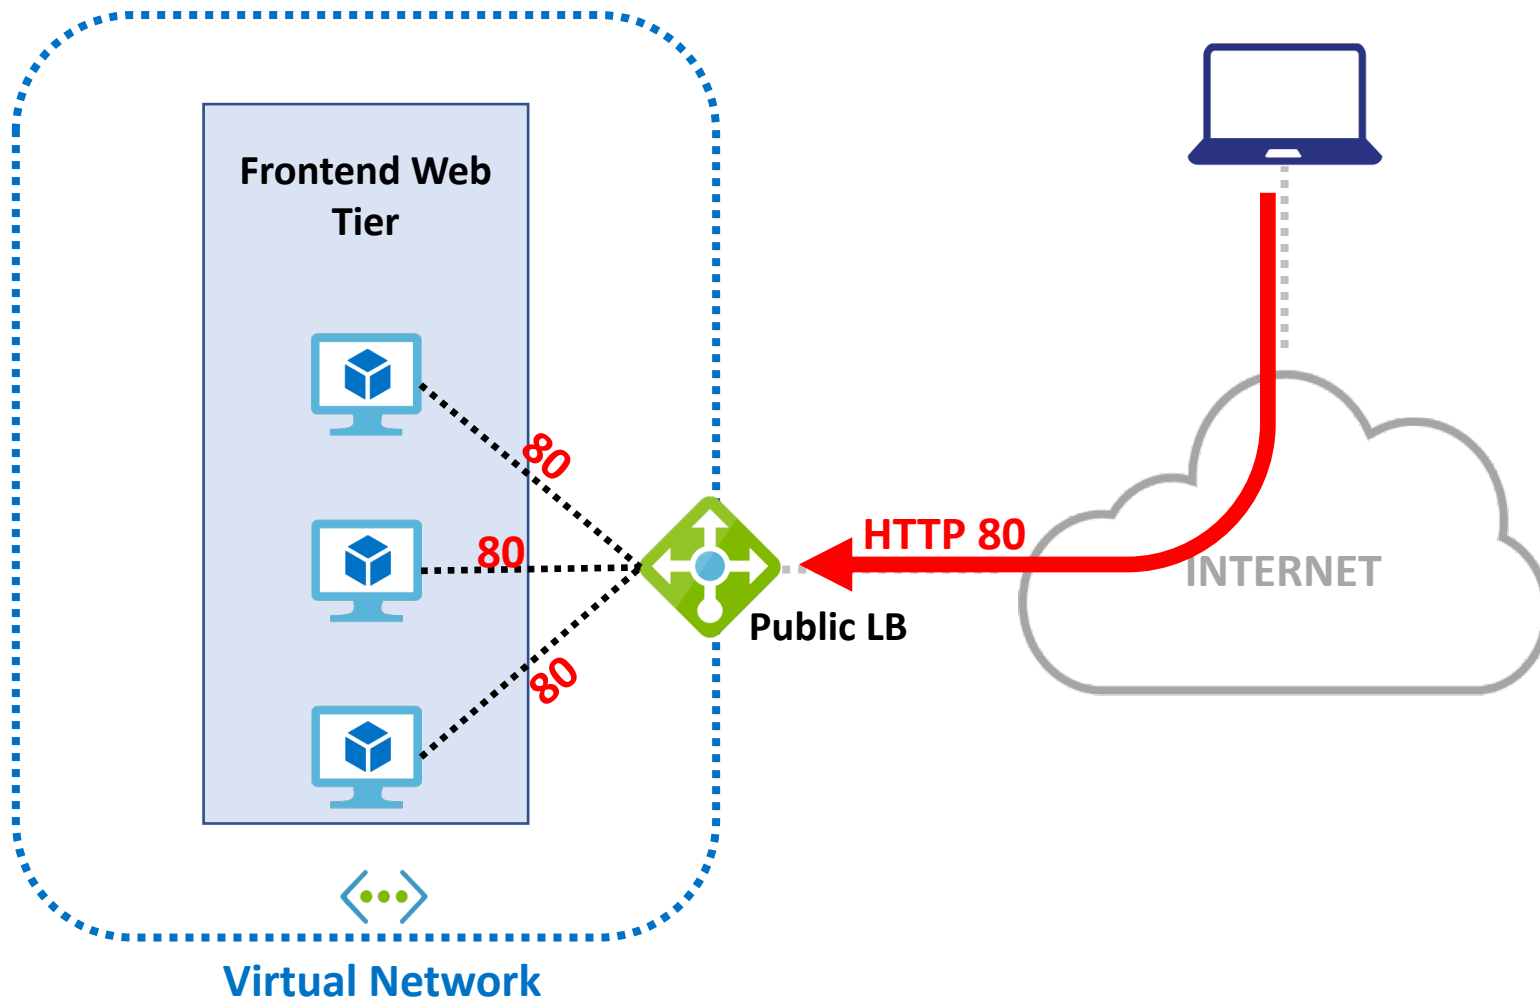 Frontend Web
Tier
80
80
80
HTTP 80
INTERNET
Public LB
Virtual Network